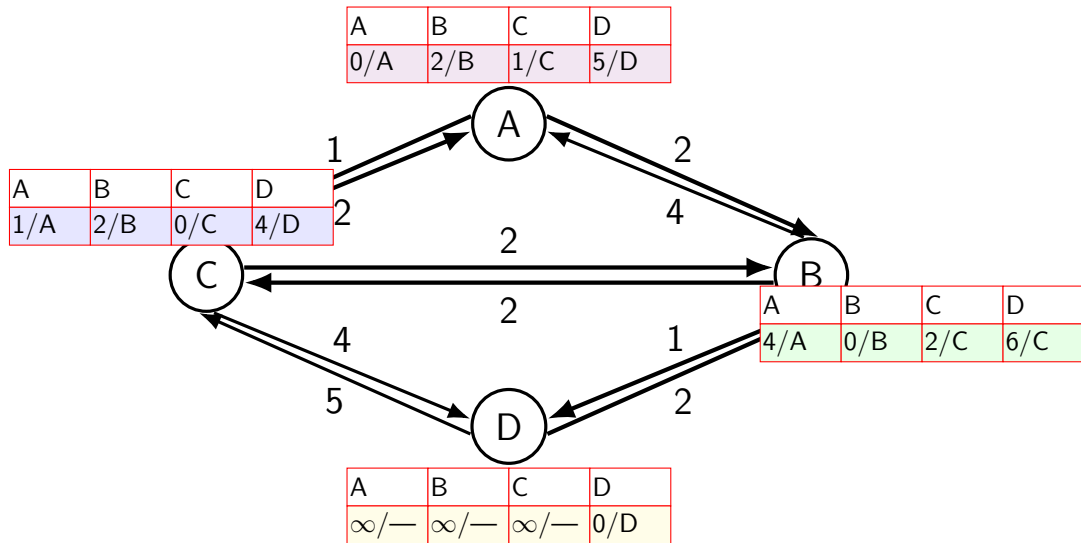 A B C D
0/A 2/B 1/C 5/D
A
1
2
A B C D
1/A 2/B 0/C 4/D
2
4
2
C
B
A B C D
4/A 0/B 2/C 6/C
2
4
1
5
2
D
A B C D
∞/— ∞/— ∞/— 0/D